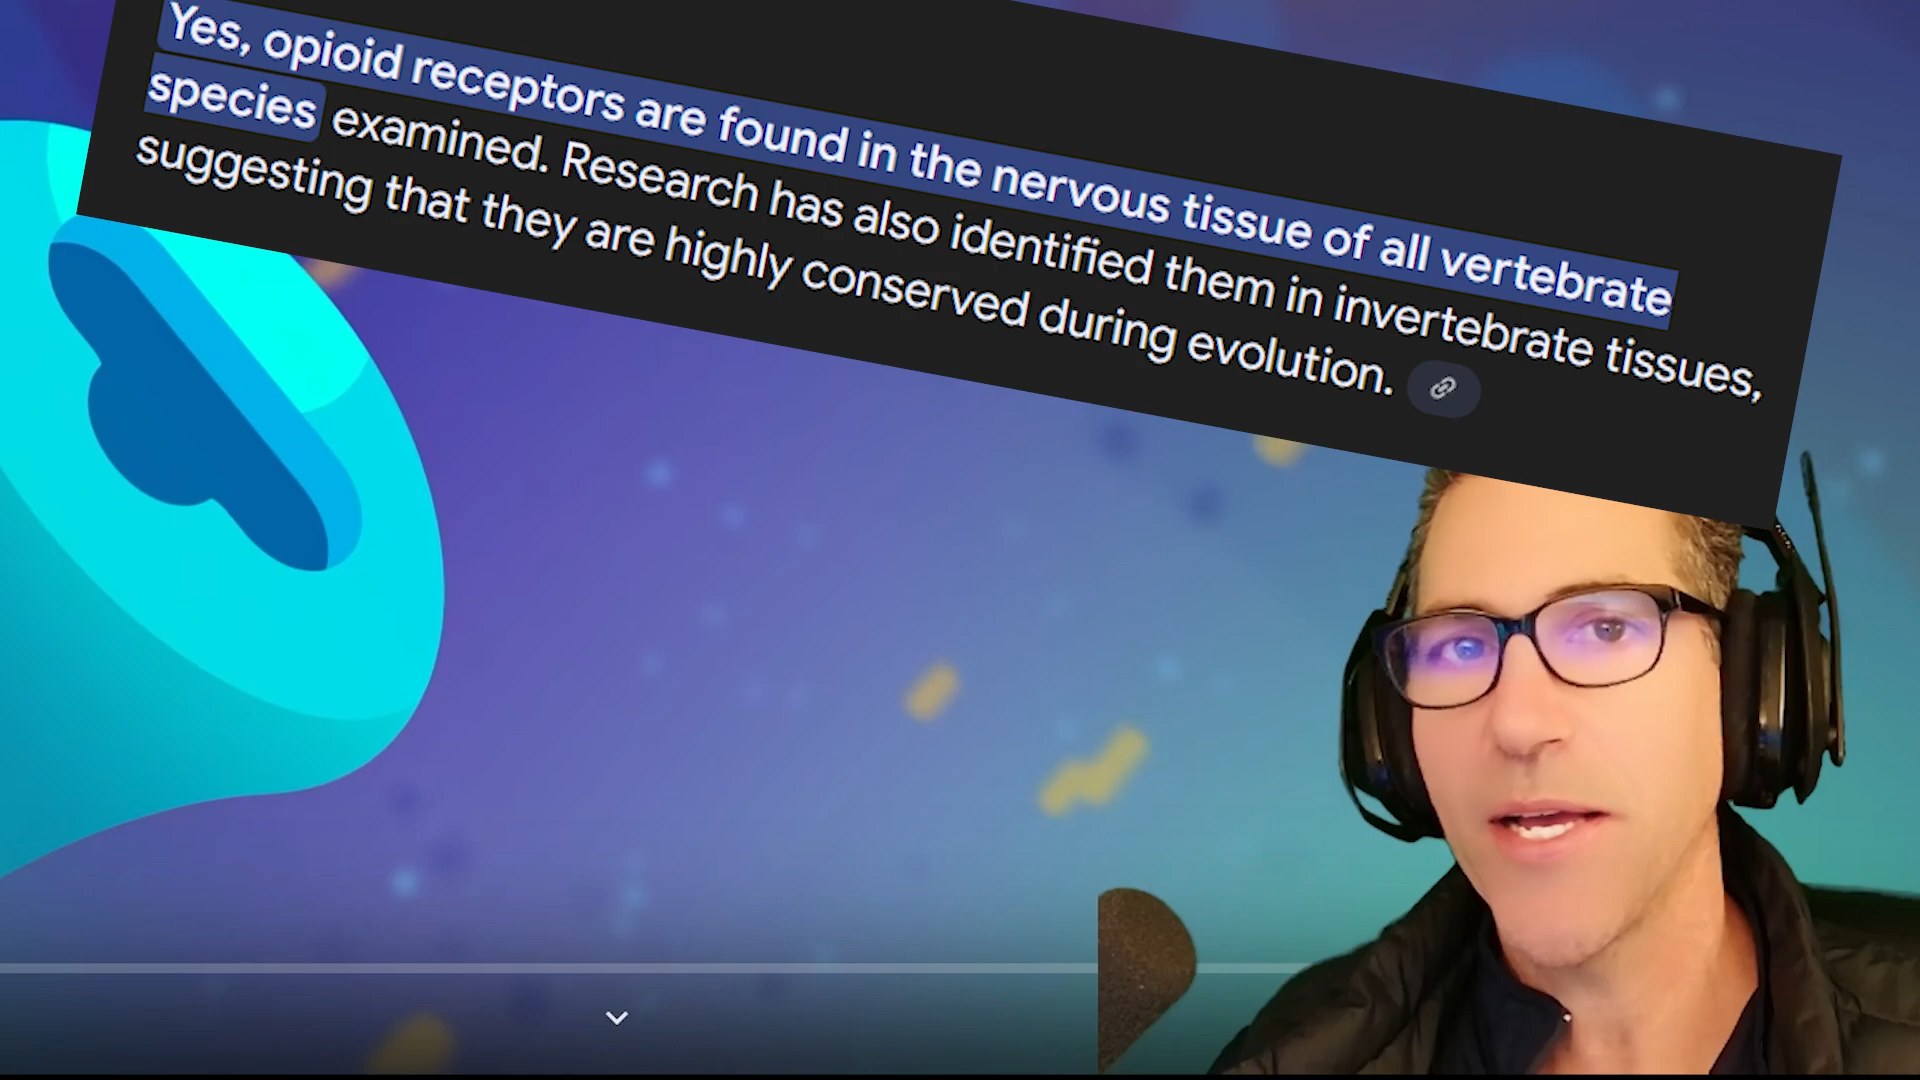 Yes, opioid receptors are found in the nervous tissue of all vertebrate
species examined. Research has also identified them in invertebrate tissues,
suggesting that they are highly conserved during evolution.